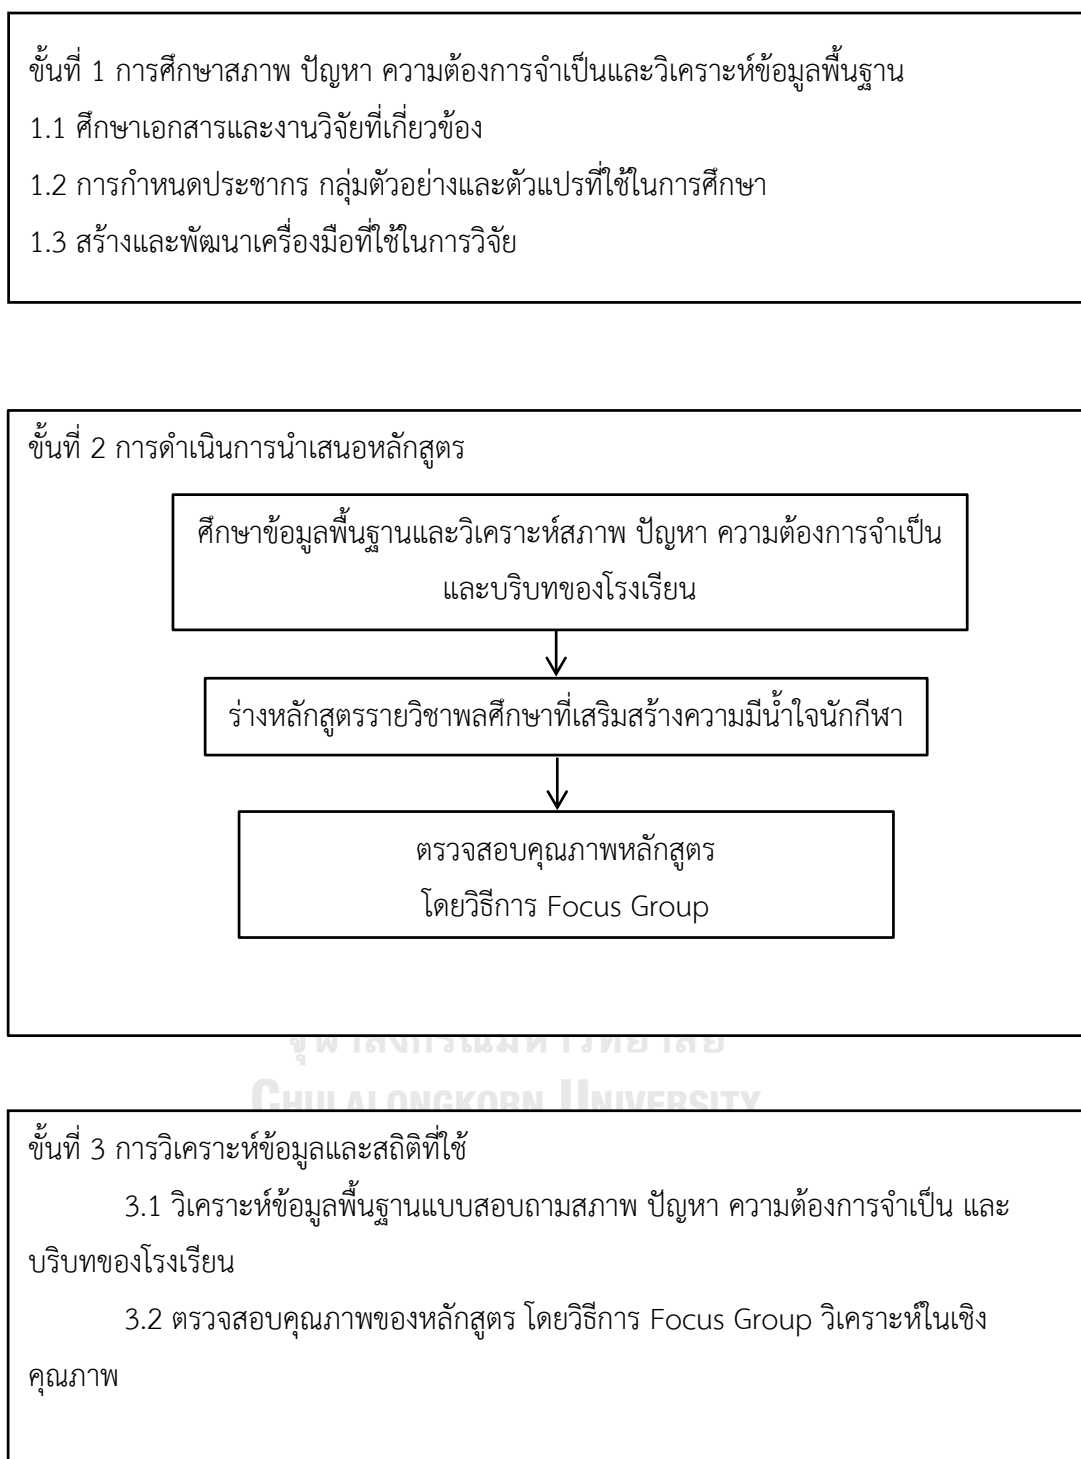 ขั้นที่ 1 การศึกษาสภาพ ปัญหา ความต้องการจำเป็นและวิเคราะห์ข้อมูลพื้นฐาน
1.1 ศึกษาเอกสารและงานวิจัยที่เกี่ยวข้อง
1.2 การกำหนดประชากร กลุ่มตัวอย่างและตัวแปรที่ใช้ในการศึกษา
1.3 สร้างและพัฒนาเครื่องมือที่ใช้ในการวิจัย
ขั้นที่ 2 การดำเนินการนำเสนอหลักสูตร
ศึกษาข้อมูลพื้นฐานและวิเคราะห์สภาพ ปัญหา ความต้องการจำเป็น
และบริบทของโรงเรียน
ร่างหลักสูตรรายวิชาพลศึกษาที่เสริมสร้างความมีน้ำใจนักกีฬา
ตรวจสอบคุณภาพหลักสูตร
โดยวิธีการ Focus Group
จุฬาลงกรณ์มหาวิทยาลัย
CHULALONGKORN UNIVERSITY
ขั้นที่ 3 การวิเคราะห์ข้อมูลและสถิติที่ใช้
3.1 วิเคราะห์ข้อมูลพื้นฐานแบบสอบถามสภาพ ปัญหา ความต้องการจำเป็น และ
บริบทของโรงเรียน
3.2 ตรวจสอบคุณภาพของหลักสูตร โดยวิธีการ Focus Group วิเคราะห์ในเชิง
คุณภาพ